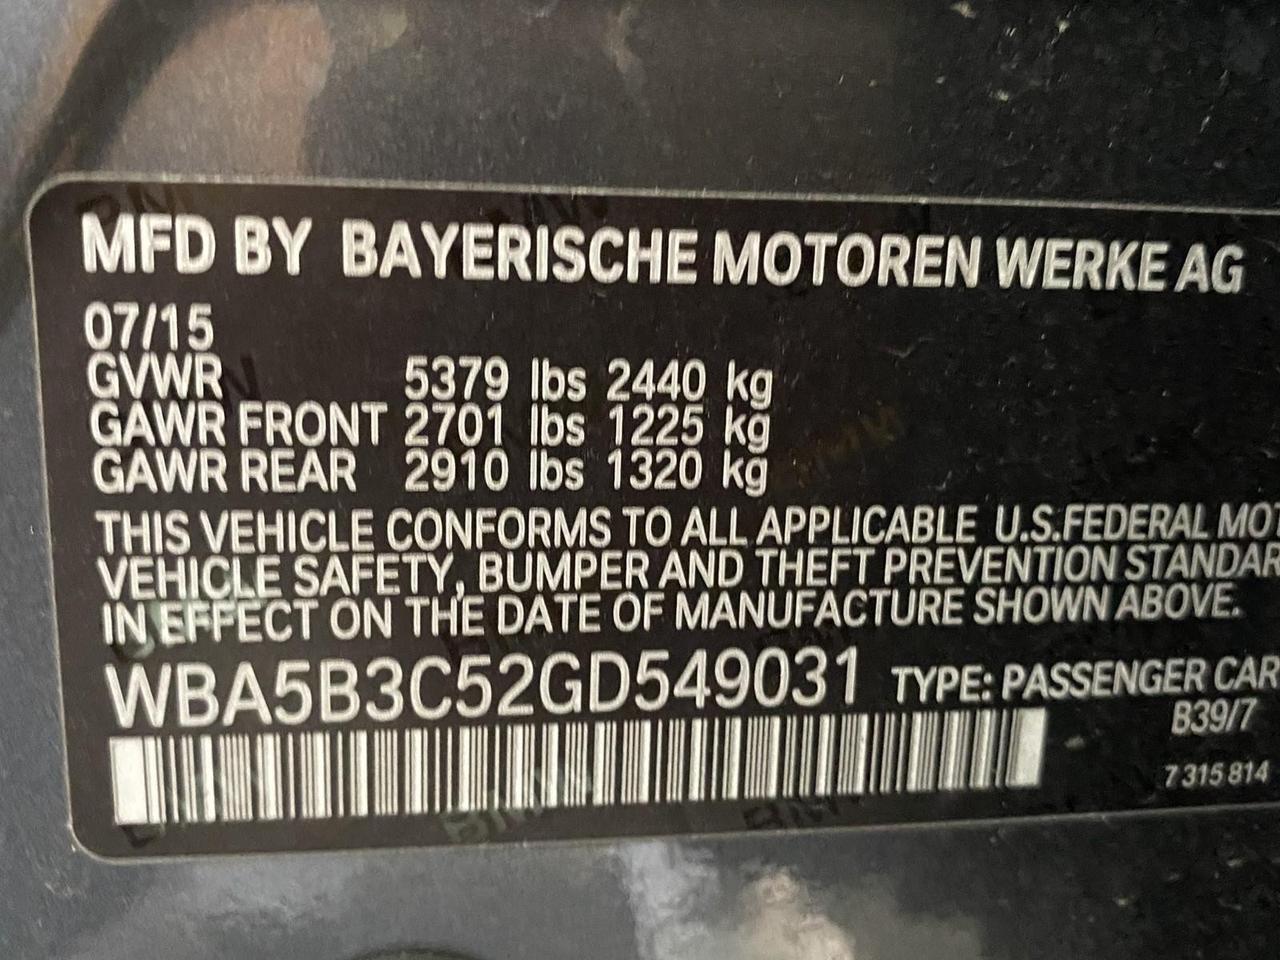 MFD BY BAYERISCHE MOTOREN WERKE AG
07/15
GVWR 5379 lbs 2440 kg
GAWR FRONT 2701 lbs 1225 kg
GAWR REAR 2910 lbs 1320 kg
THIS VEHICLE CONFORMS TO ALL APPLICABLE U.S.FEDERAL MOT
VEHICLE SAFETY, BUMPER AND THEFT PREVENTION STANDAR
IN EFFECT ON THE DATE OF MANUFACTURE SHOWN ABOVE.
WBA5B3C52GD549031 TYPE: PASSENGER CAR
B39/7
7 315 814